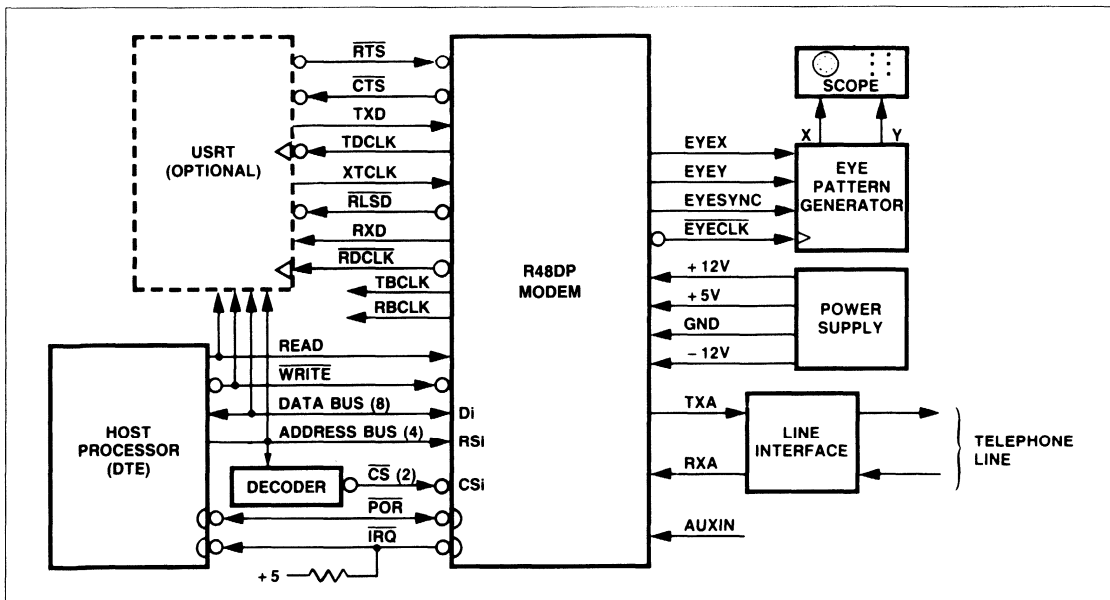 RTS
CTS
TXD
TDCLK
XTCLK
RLSD
RXD
RDCLK
TBCLK
RBCLK
USRT
(OPTIONAL)
READ
WRITE
DATA BUS (8)
ADDRESS BUS (4)
DECODER
CS (2)
POR
IRQ
+5
HOST
PROCESSOR
(DTE)
Di
RSi
CSi
R48DP
MODEM
EYEX
EYEY
EYESYNC
EYECLK
+12V
+5V
GND
-12V
TXA
RXA
AUXIN
SCOPE
X Y
EYE
PATTERN
GENERATOR
POWER
SUPPLY
LINE
INTERFACE
TELEPHONE
LINE